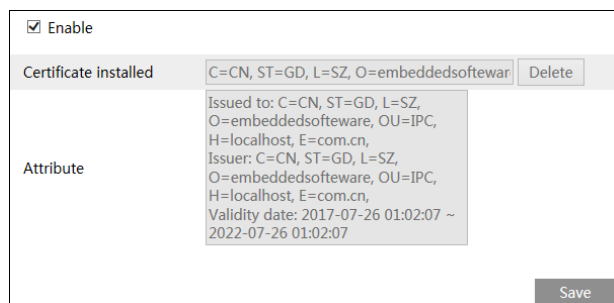 Enable
Certificate installed
C=CN, ST=GD, L=SZ, O=embeddedsoftewar
Delete
Attribute
Issued to: C=CN, ST=GD, L=SZ,
O=embeddedsofteware, OU=IPC,
H=localhost, E=com.cn,
Issuer: C=CN, ST=GD, L=SZ,
O=embeddedsofteware, OU=IPC,
H=localhost, E=com.cn,
Validity date: 2017-07-26 01:02:07 ~
2022-07-26 01:02:07
Save